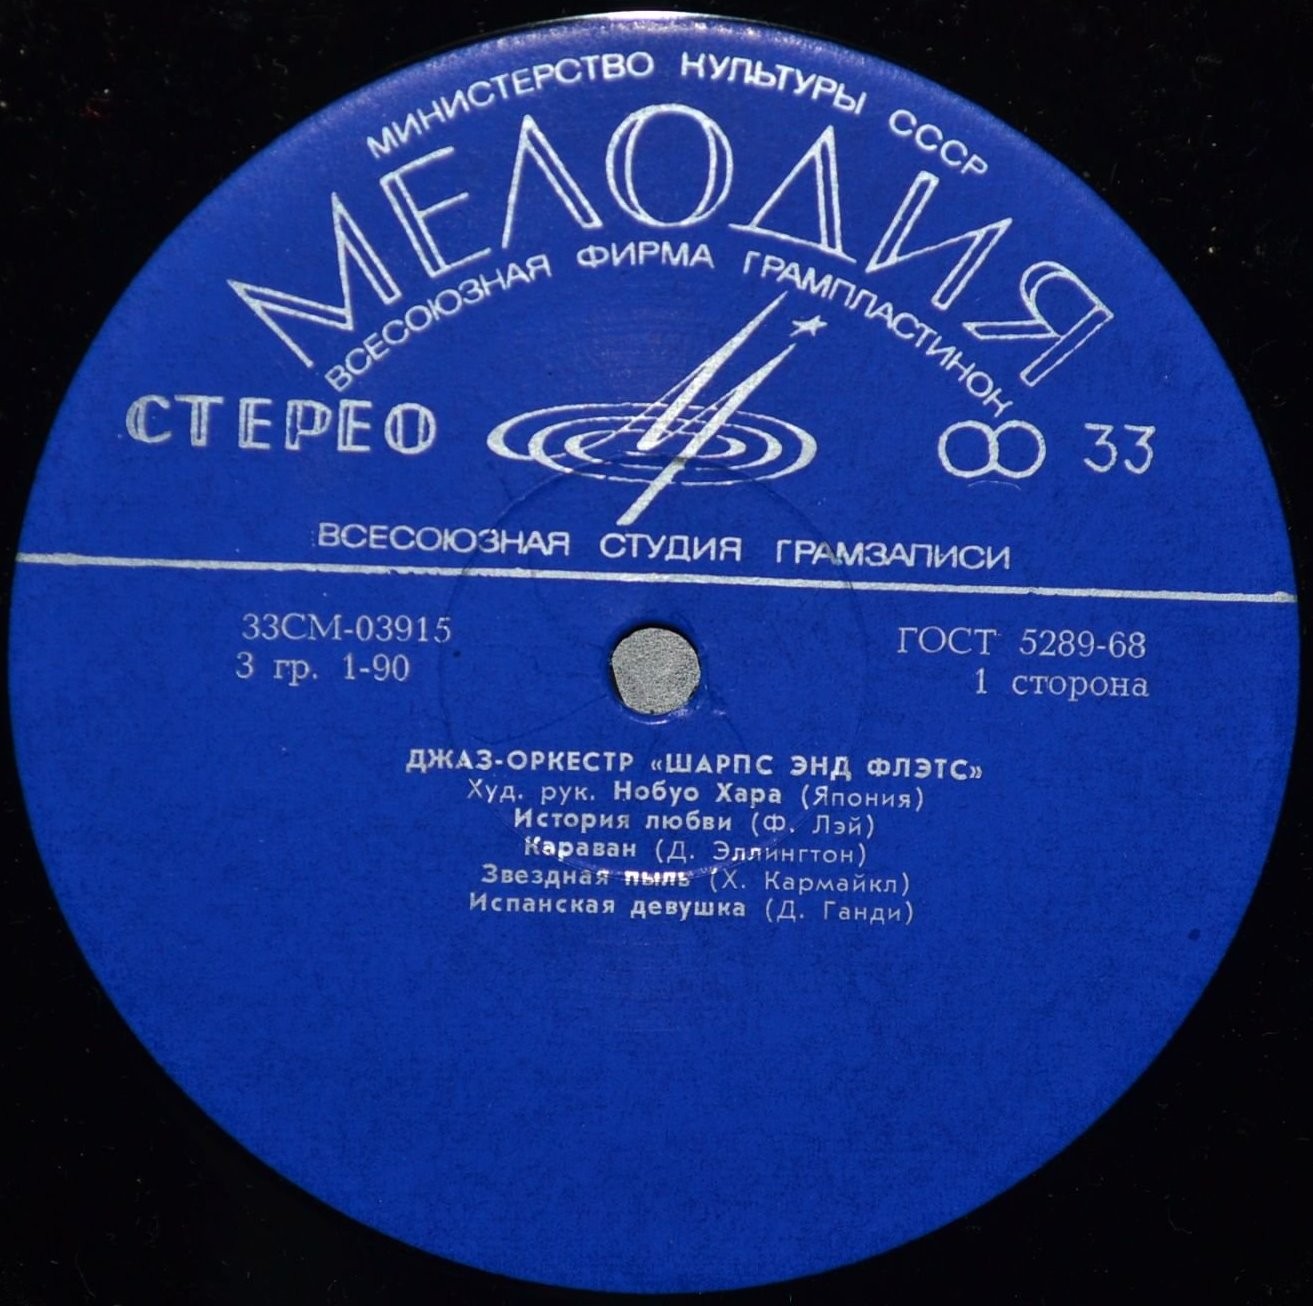 МИНИСТЕРСТВО КУЛЬТУРЫ СССР
МЕЛОДИЯ
ВСЕСОЮЗНАЯ ФИРМА ГРАМПЛАСТИНОК
СТЕРЕО
33
ВСЕСОЮЗНАЯ СТУДИЯ ГРАМЗАПИСИ
33СМ-03915
ГОСТ 5289-68
3 гр. 1-90
1 сторона
ДЖАЗ-ОРКЕСТР «ШАРПС ЭНД ФЛЭТС»
Худ. рук. Нобуо Хара (Япония)
История любви (Ф. Лэй)
Караван (Д. Эллингтон)
Звездная пыль (Х. Кармайкл)
Испанская девушка (Д. Ганди)